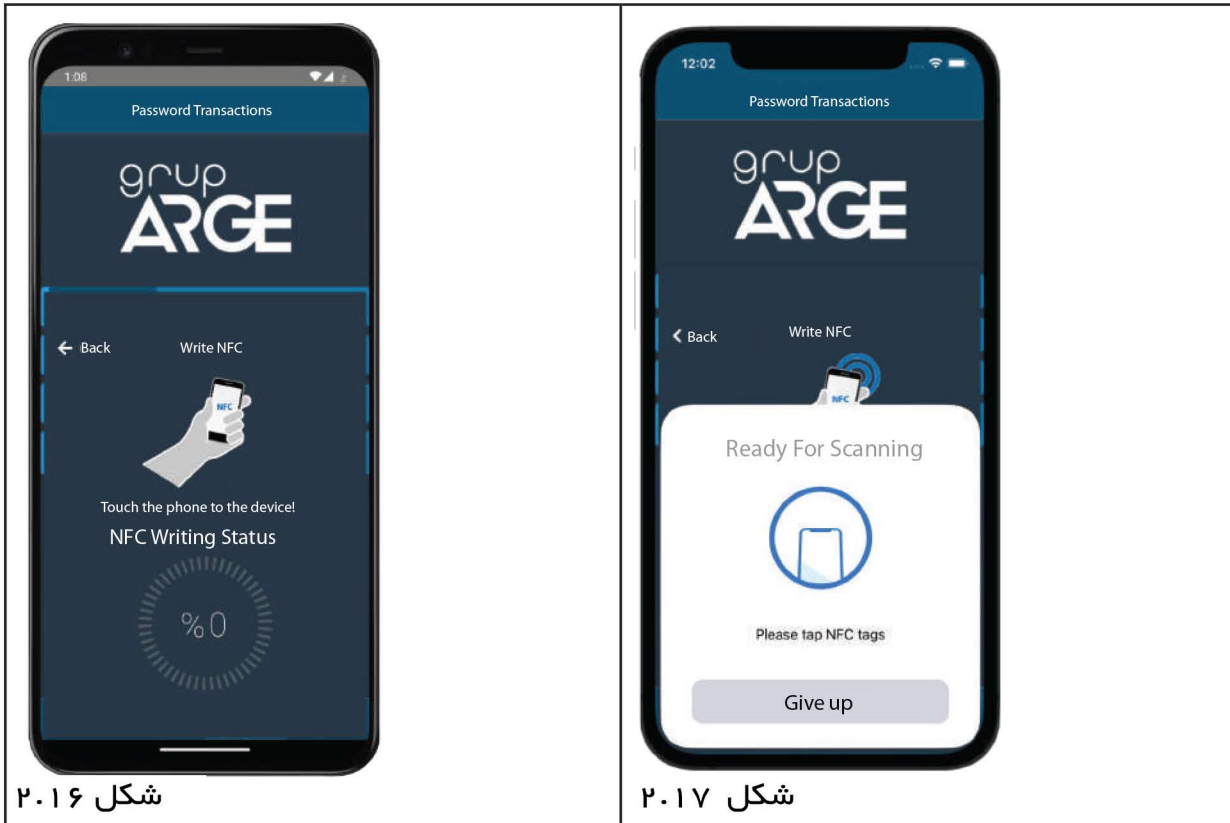 1:08
Password Transactions
grup
ARGE
Back
Write NFC
NFC
Touch the phone to the device!
NFC Writing Status
%0
شکل ۲.۱۶
12:02
Password Transactions
grup
ARGE
Back
Write NFC
NFC
Ready For Scanning
Please tap NFC tags
Give up
شکل ۲.۱۷